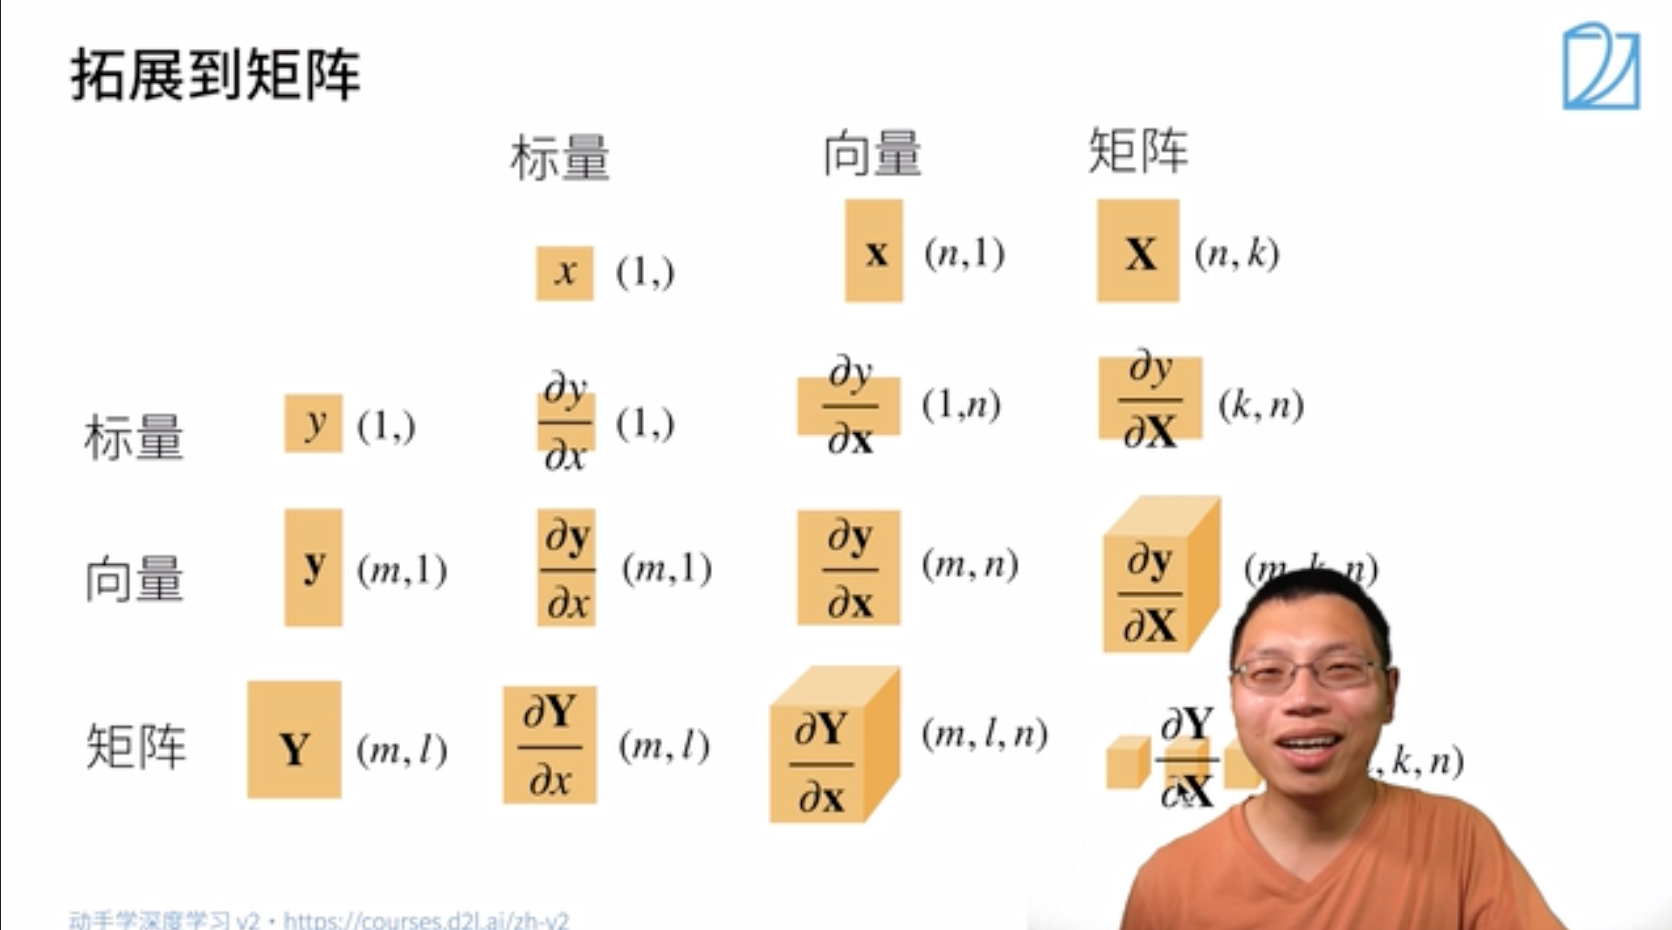 拓展到矩阵
标量 向量 矩阵
x (1,) x (n,1) X (n, k)
标量 y (1,) ∂y/∂x (1,) ∂y/∂x (1,n) ∂y/∂X (k, n)
向量 y (m,1) ∂y/∂x (m,1) ∂y/∂x (m, n) ∂y/∂X (m, k, n)
矩阵 Y (m, l) ∂Y/∂x (m, l) ∂Y/∂x (m, l, n) ∂Y/∂X , k, n)
动手学深度学习 v2 · https://courses.d2l.ai/zh-v2